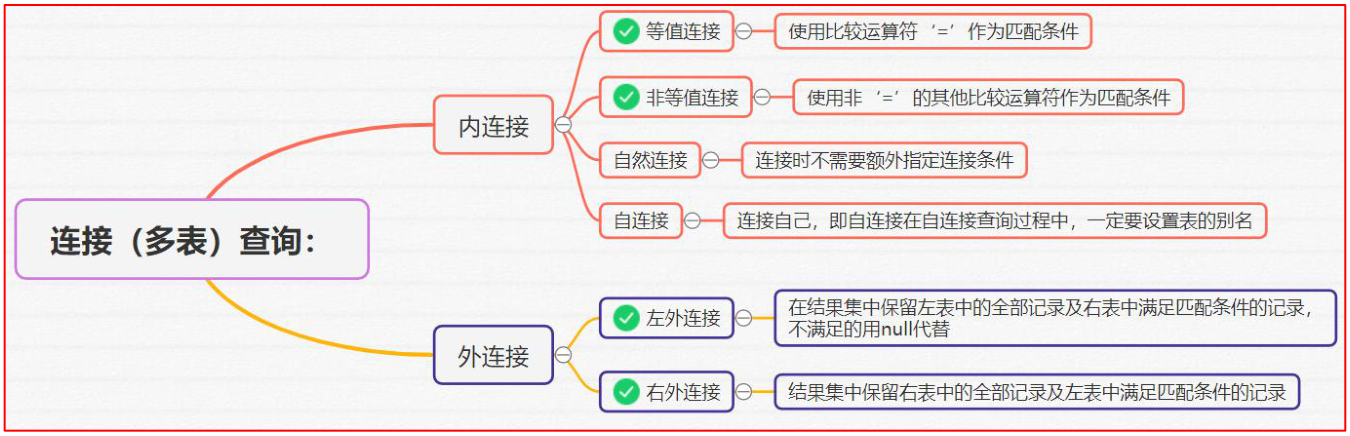 连接（多表）查询：
内连接
等值连接
使用比较运算符‘=’作为匹配条件
非等值连接
使用非‘=’的其他比较运算符作为匹配条件
自然连接
连接时不需要额外指定连接条件
自连接
连接自己，即自连接在自连接查询过程中，一定要设置表的别名
外连接
左外连接
在结果集中保留左表中的全部记录及右表中满足匹配条件的记录，
不满足的用null代替
右外连接
结果集中保留右表中的全部记录及左表中满足匹配条件的记录